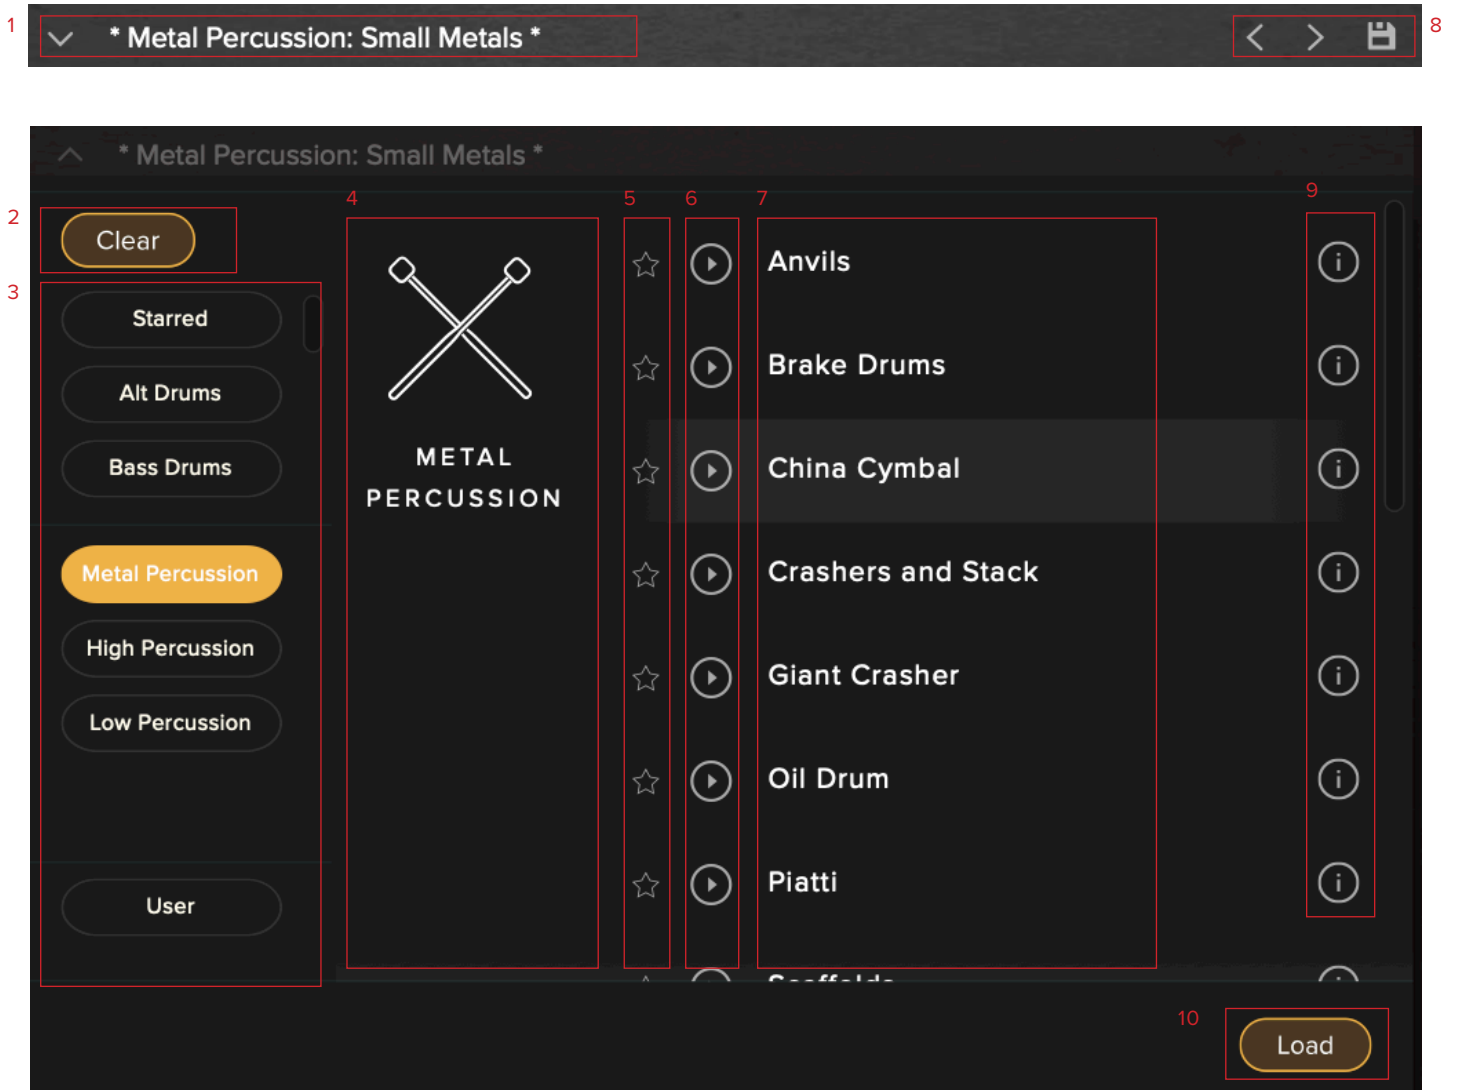 1
* Metal Percussion: Small Metals *
8
* Metal Percussion: Small Metals *
2
Clear
3
Starred
Alt Drums
Bass Drums
Metal Percussion
High Percussion
Low Percussion
User
4
METAL
PERCUSSION
5
6
7
9
Anvils
i
Brake Drums
i
China Cymbal
i
Crashers and Stack
i
Giant Crasher
i
Oil Drum
i
Piatti
i
10
Load